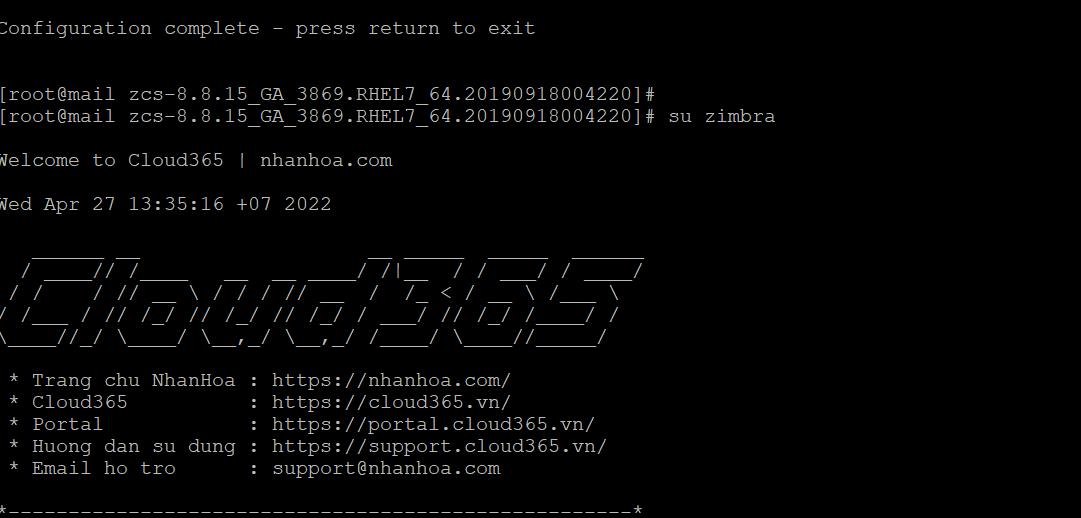 Configuration complete - press return to exit
[root@mail zcs-8.8.15_GA_3869.RHEL7_64.20190918004220]#
[root@mail zcs-8.8.15_GA_3869.RHEL7_64.20190918004220]# su zimbra
Welcome to Cloud365 | nhanhoa.com
Wed Apr 27 13:35:16 +07 2022
Cloud365
* Trang chu NhanHoa : https://nhanhoa.com/
* Cloud365 : https://cloud365.vn/
* Portal : https://portal.cloud365.vn/
* Huong dan su dung : https://support.cloud365.vn/
* Email ho tro : support@nhanhoa.com
*----------------------------------------------------*